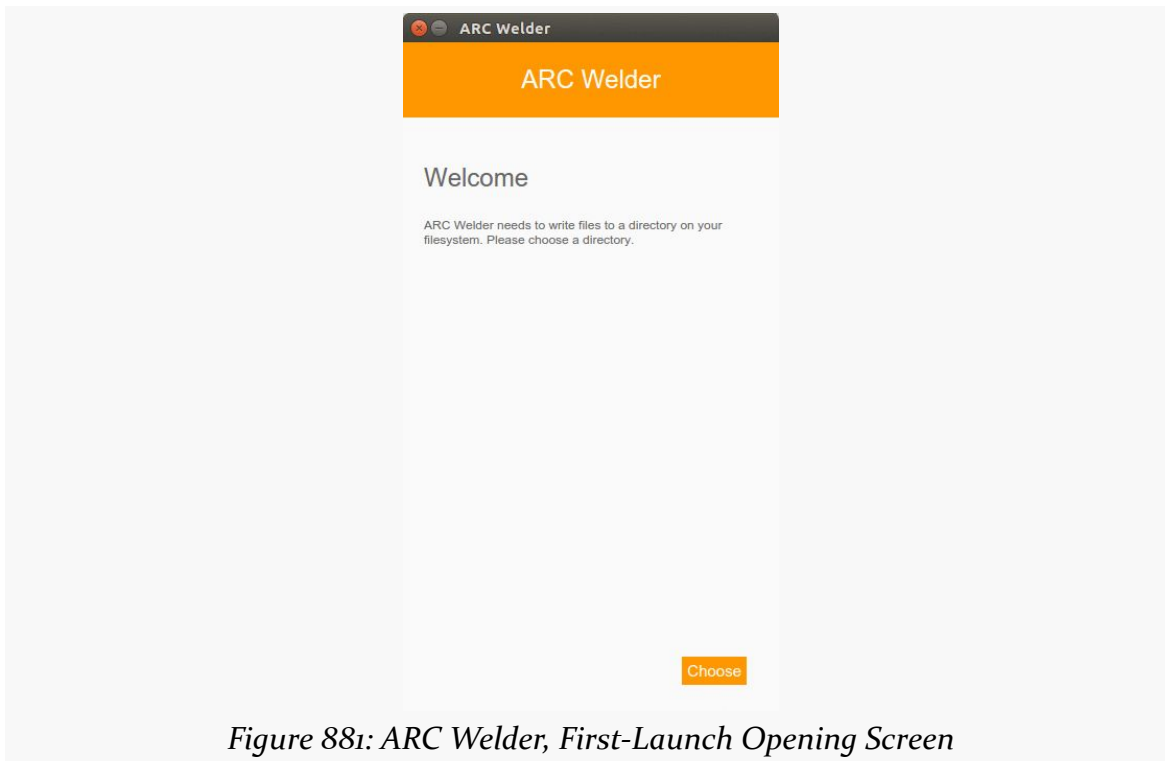 ARC Welder
ARC Welder
Welcome
ARC Welder needs to write files to a directory on your
filesystem. Please choose a directory.
Choose
Figure 881: ARC Welder, First-Launch Opening Screen